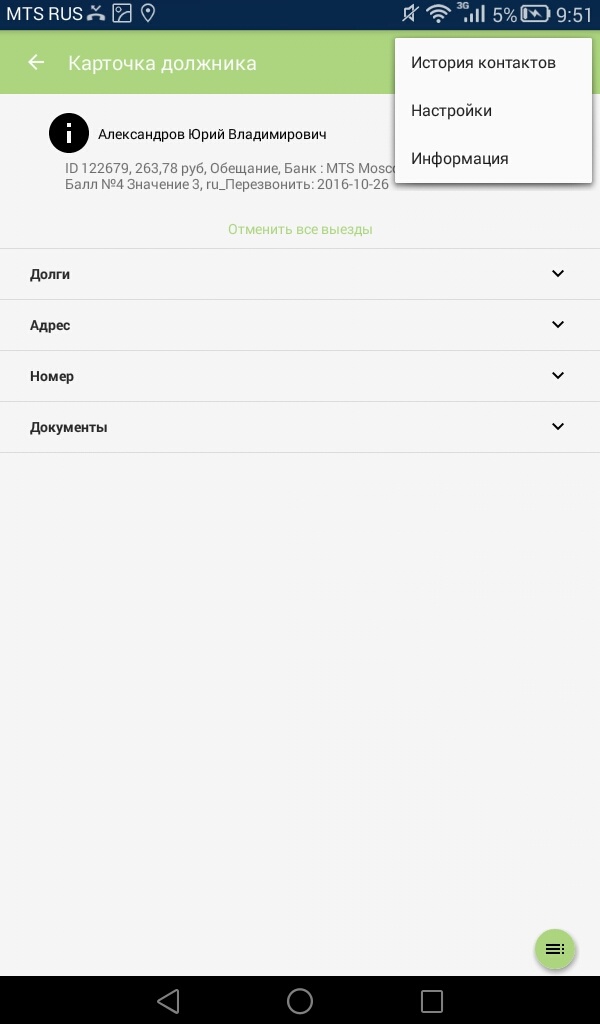 MTS RUS 3G 5% 9:51
Карточка должника
История контактов
Настройки
Информация
Александров Юрий Владимирович
ID 122679, 263,78 руб, Обещание, Банк : MTS
Балл №4 Значение 3, ru_Перезвонить: 2016-10-26
Отменить все выезды
Долги
Адрес
Номер
Документы